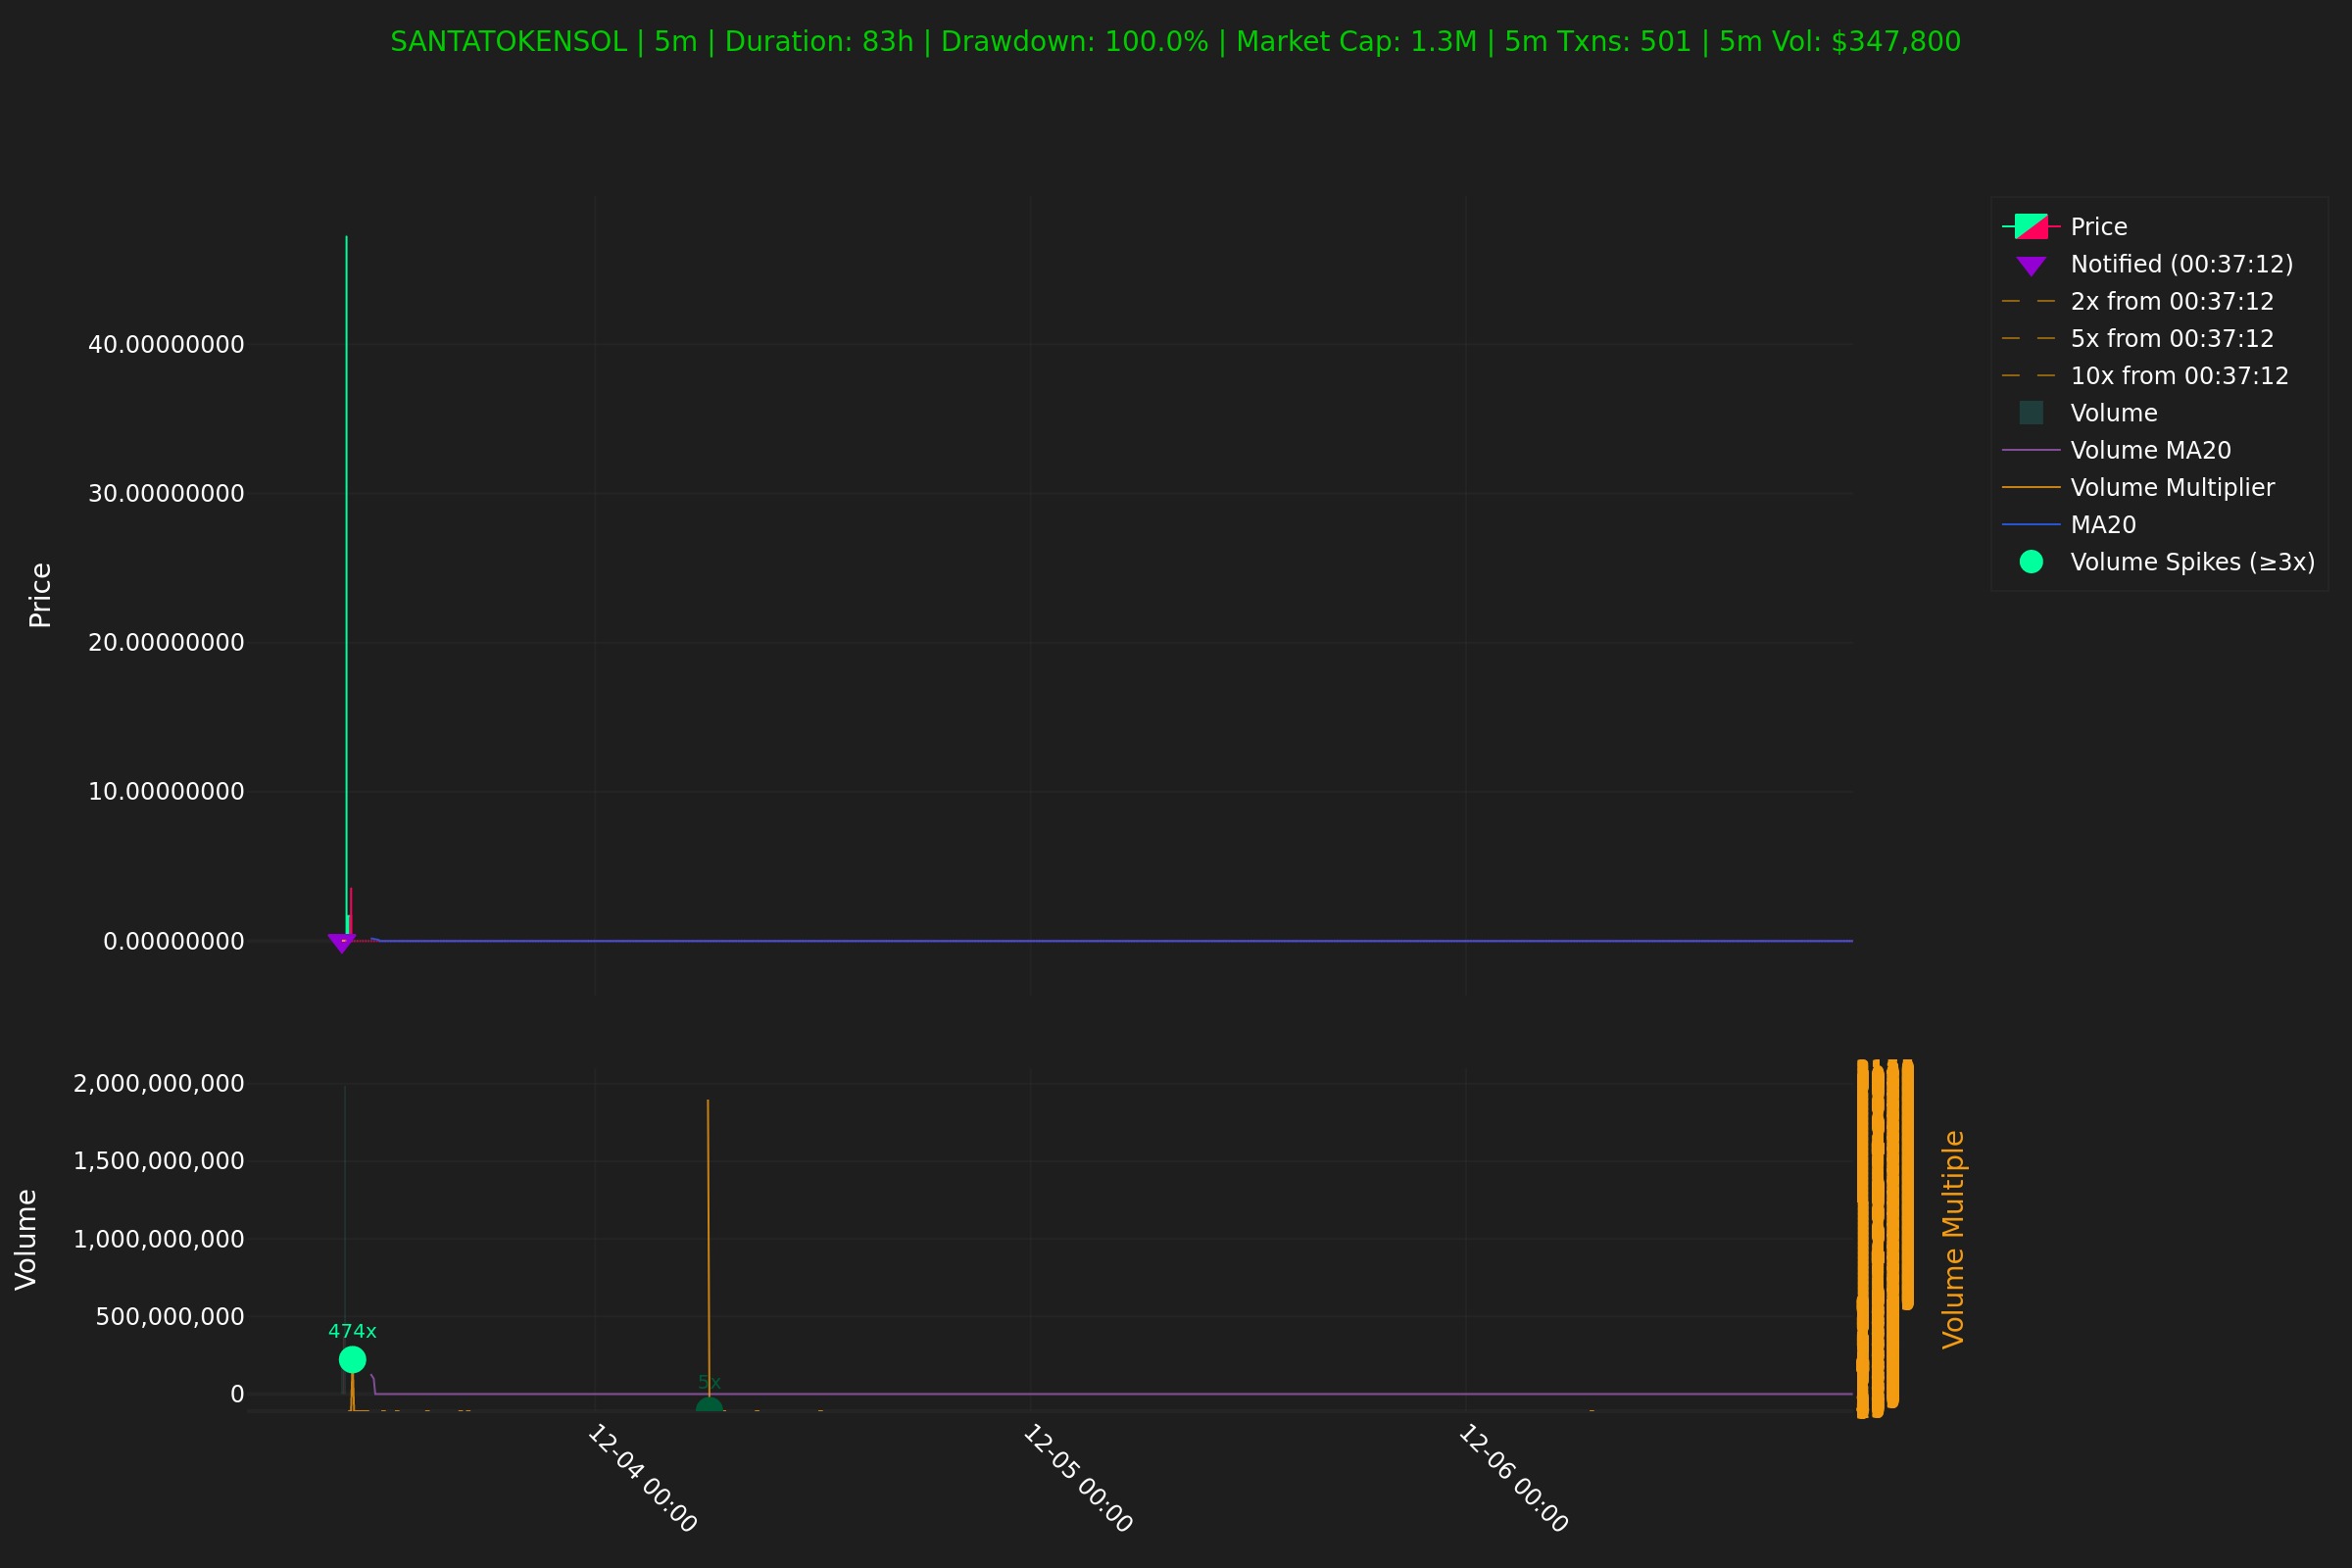 SANTATOKENSOL | 5m | Duration: 83h | Drawdown: 100.0% | Market Cap: 1.3M | 5m Txns: 501 | 5m Vol: $347,800
Price
Notified (00:37:12)
2x from 00:37:12
5x from 00:37:12
10x from 00:37:12
Volume
Volume MA20
Volume Multiplier
MA20
Volume Spikes (≥3x)
Price
40.00000000
30.00000000
20.00000000
10.00000000
0.00000000
Volume
2,000,000,000
1,500,000,000
1,000,000,000
500,000,000
0
474x
5x
Volume Multiple
12-04 00:00
12-05 00:00
12-06 00:00